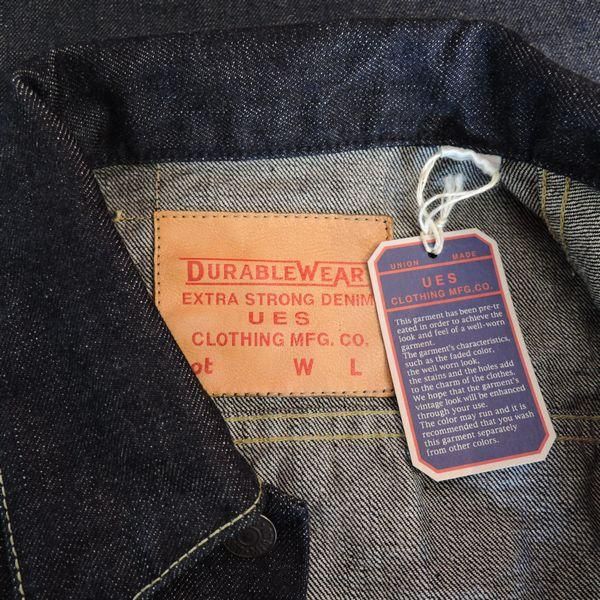 DURABLEWEAR
EXTRA STRONG DENIM
UES
CLOTHING MFG. CO.
ot W L
UNION MADE
UES
CLOTHING MFG.CO.
This garment has been pre-tr
eated in order to achieve the
look and feel of a well-worn
garment.
The garment's characteristics,
such as the faded color,
the well worn look,
the stains and the holes add
to the charm of the clothes.
We hope that the garment's
vintage look will be enhanced
through your use.
The color may run and it is
recommended that you wash
this garment separately
from other colors.